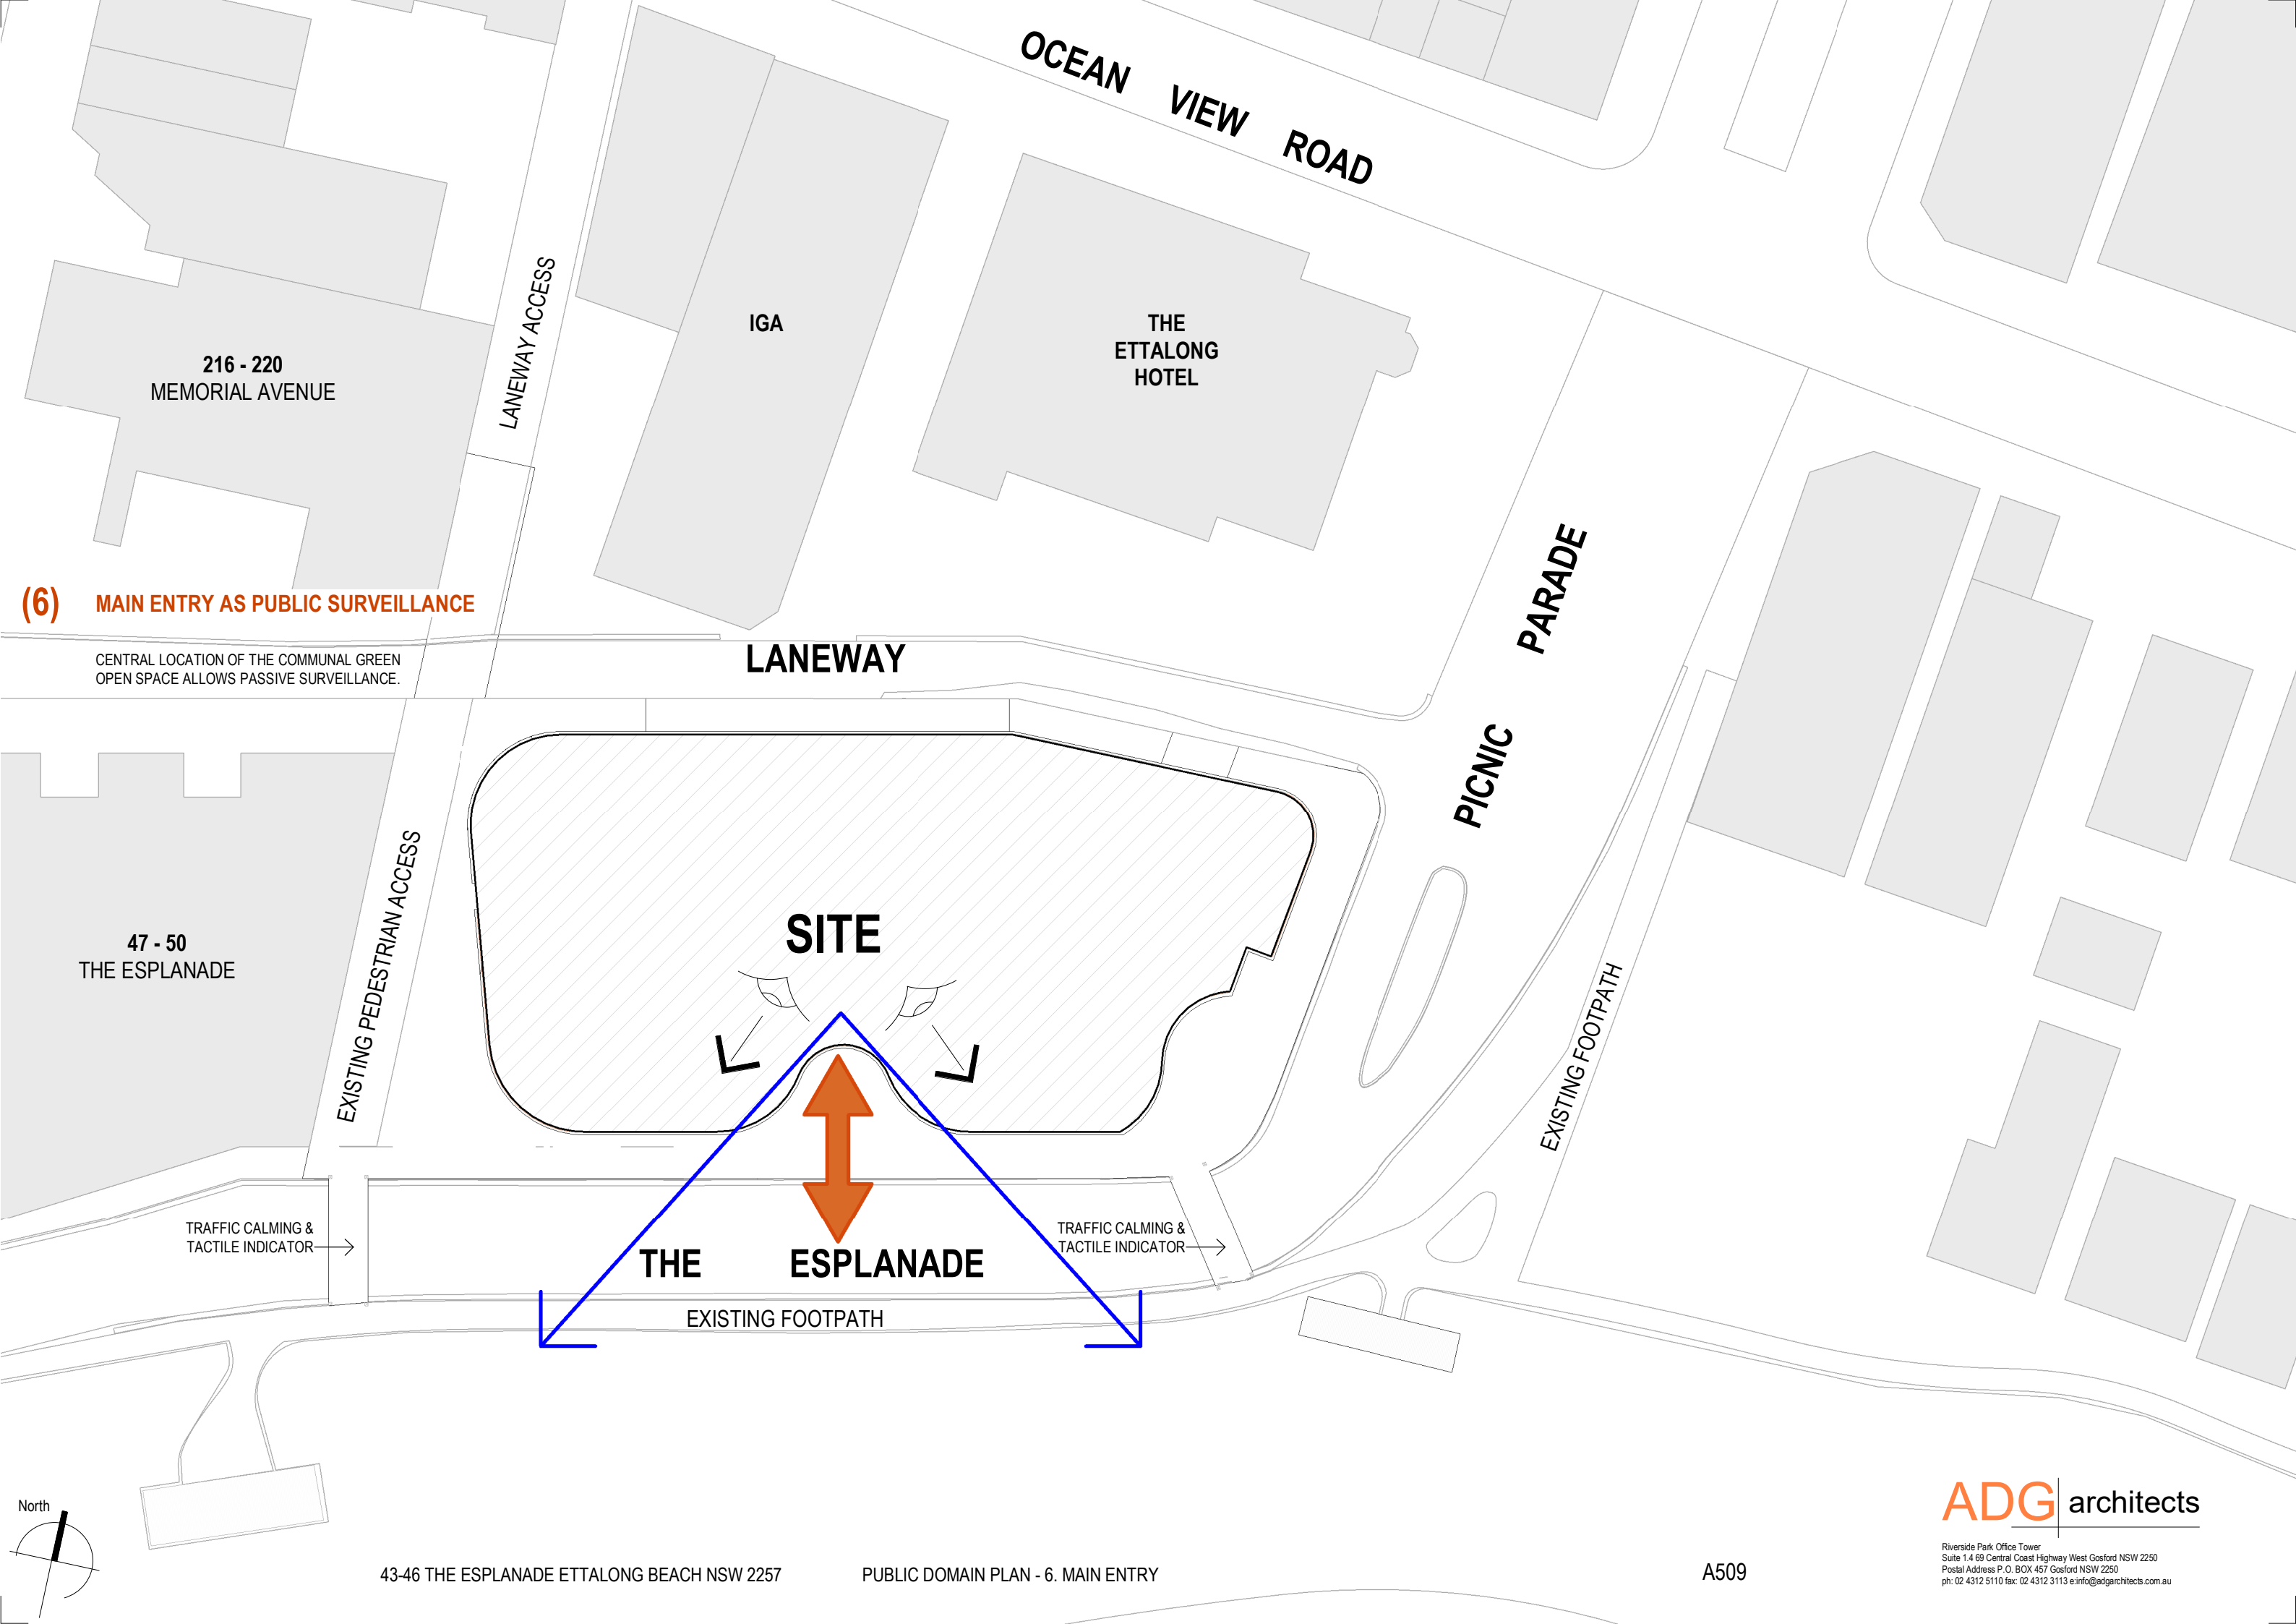 OCEAN VIEW ROAD
LANEWAY ACCESS
IGA
THE
ETTALONG
HOTEL
216 - 220
MEMORIAL AVENUE
PARADE
PICNIC
(6) MAIN ENTRY AS PUBLIC SURVEILLANCE
CENTRAL LOCATION OF THE COMMUNAL GREEN
OPEN SPACE ALLOWS PASSIVE SURVEILLANCE.
LANEWAY
EXISTING PEDESTRIAN ACCESS
SITE
47 - 50
THE ESPLANADE
EXISTING FOOTPATH
TRAFFIC CALMING &
TACTILE INDICATOR
TRAFFIC CALMING &
TACTILE INDICATOR
THE ESPLANADE
EXISTING FOOTPATH
North
43-46 THE ESPLANADE ETTALONG BEACH NSW 2257
PUBLIC DOMAIN PLAN - 6. MAIN ENTRY
A509
ADG architects
Riverside Park Office Tower
Suite 1.4 69 Central Coast Highway West Gosford NSW 2250
Postal Address P.O. BOX 457 Gosford NSW 2250
ph: 02 4312 5110 fax: 02 4312 3113 e:info@adgarchitects.com.au